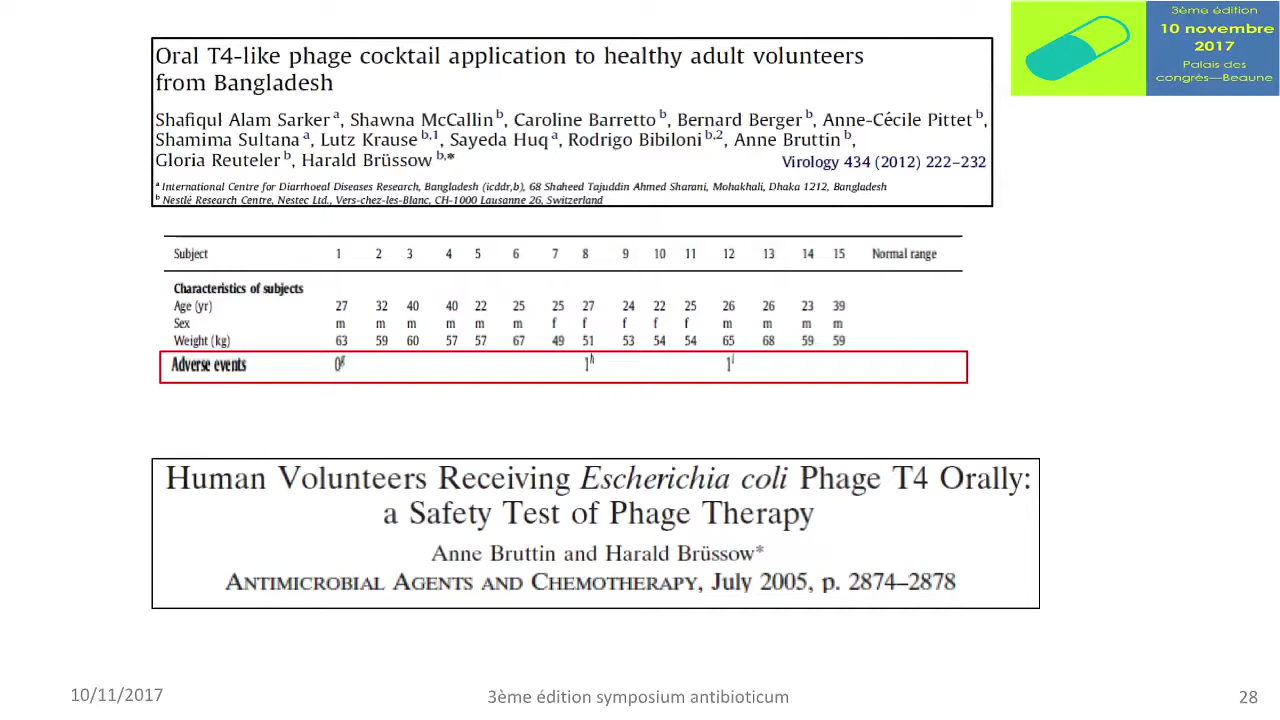 3ème édition
10 novembre
2017
Palais des
congrès—Beaune
Oral T4-like phage cocktail application to healthy adult volunteers
from Bangladesh
Shafiqul Alam Sarker a, Shawna McCallin b, Caroline Barretto b, Bernard Berger b, Anne-Cécile Pittet b,
Shamima Sultana a, Lutz Krause b,1, Sayeda Huq a, Rodrigo Bibiloni b,2, Anne Bruttin b,
Gloria Reuteler b, Harald Brüssow b,* Virology 434 (2012) 222–232
a International Centre for Diarrhoeal Diseases Research, Bangladesh (icddr,b), 68 Shaheed Tajuddin Ahmed Sharani, Mohakhali, Dhaka 1212, Bangladesh
b Nestlé Research Centre, Nestec Ltd., Vers-chez-les-Blanc, CH-1000 Lausanne 26, Switzerland
Subject 1 2 3 4 5 6 7 8 9 10 11 12 13 14 15 Normal range
Characteristics of subjects
Age (yr) 27 32 40 40 22 25 25 27 24 22 25 26 26 23 39
Sex m m m m m m f f f f f m m m m
Weight (kg) 63 59 60 57 57 67 49 51 53 54 54 65 68 59 59
Adverse events 0g 1h 1i
Human Volunteers Receiving Escherichia coli Phage T4 Orally:
a Safety Test of Phage Therapy
Anne Bruttin and Harald Brüssow*
ANTIMICROBIAL AGENTS AND CHEMOTHERAPY, July 2005, p. 2874–2878
10/11/2017 3ème édition symposium antibioticum 28